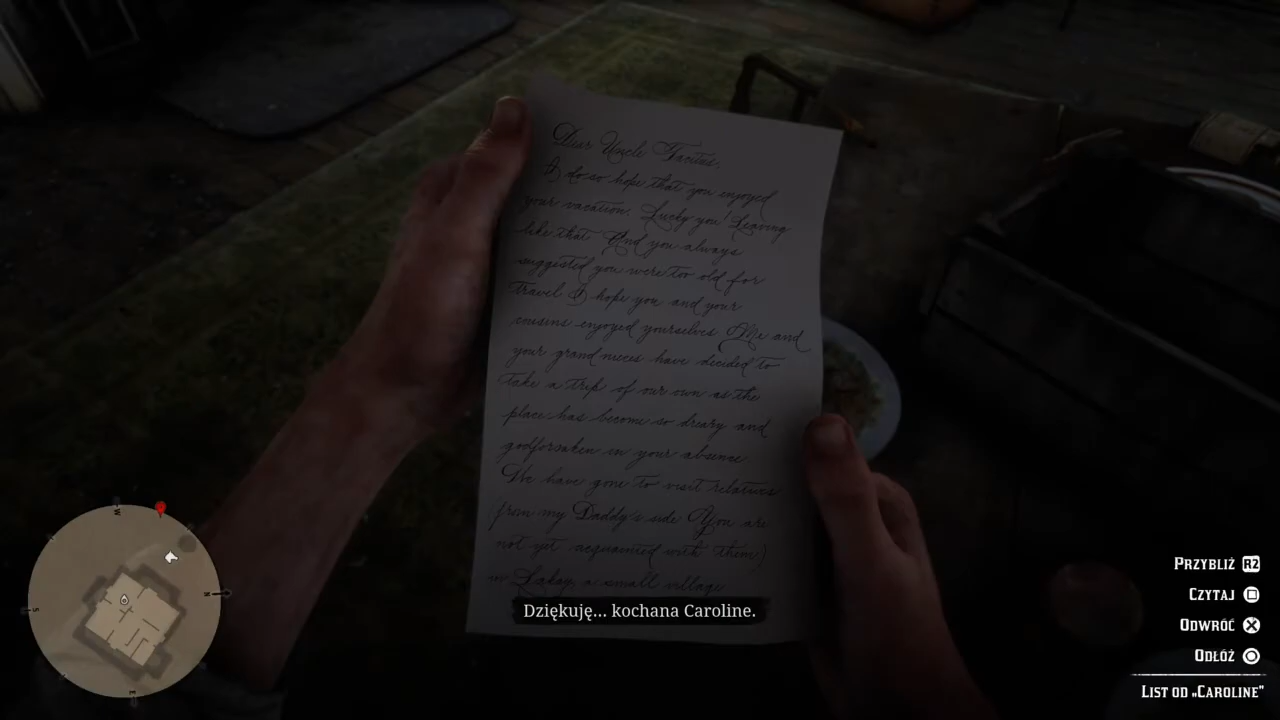 Dear Uncle Tacitus,
I do so hope that you enjoyed
your vacation. Lucky you! Leaving
like that. And you always
suggested you were too old for
travel. I hope you and your
cousins enjoyed yourselves. Me and
your grand nieces have decided to
take a trip of our own as the
place has become so dreary and
godforsaken in your absence.
We have gone to visit relatives
(from my Daddy's side. You are
not yet acquainted with them)
in Lakay, a small village
Dziękuję... kochana Caroline.
W
N
S
E
PRZYBLIŻ R2
CZYTAJ
ODWRÓĆ
ODŁÓŻ
LIST OD „CAROLINE”